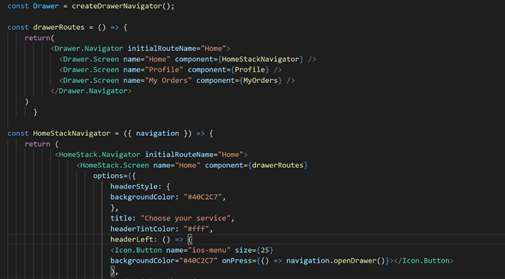 const Drawer = createDrawerNavigator();
const drawerRoutes = () => {
return(
<Drawer.Navigator initialRouteName="Home">
<Drawer.Screen name="Home" component={HomeStackNavigator} />
<Drawer.Screen name="Profile" component={Profile} />
<Drawer.Screen name="My Orders" component={MyOrders} />
</Drawer.Navigator>
)
}
const HomeStackNavigator = ({ navigation }) => {
return (
<HomeStack.Navigator initialRouteName="Home">
<HomeStack.Screen name="Home" component={drawerRoutes}
options={{
headerStyle: {
backgroundColor: "#40C2C7",
},
title: "Choose your service",
headerTintColor: "#fff",
headerLeft: () => {
<Icon.Button name="ios-menu" size={25}
backgroundColor="#40C2C7" onPress={() => navigation.openDrawer()}></Icon.Button>
},